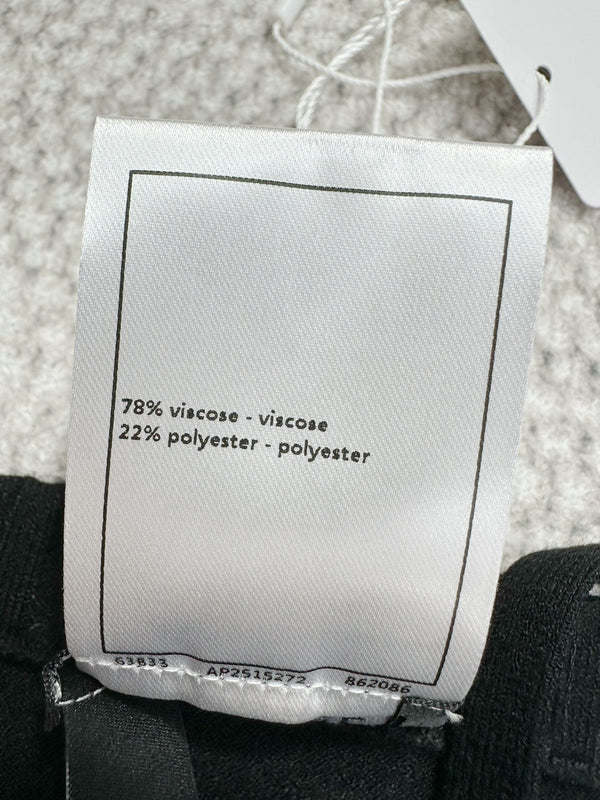 78% viscose - viscose
22% polyester - polyester
63833 AP2515272 862086